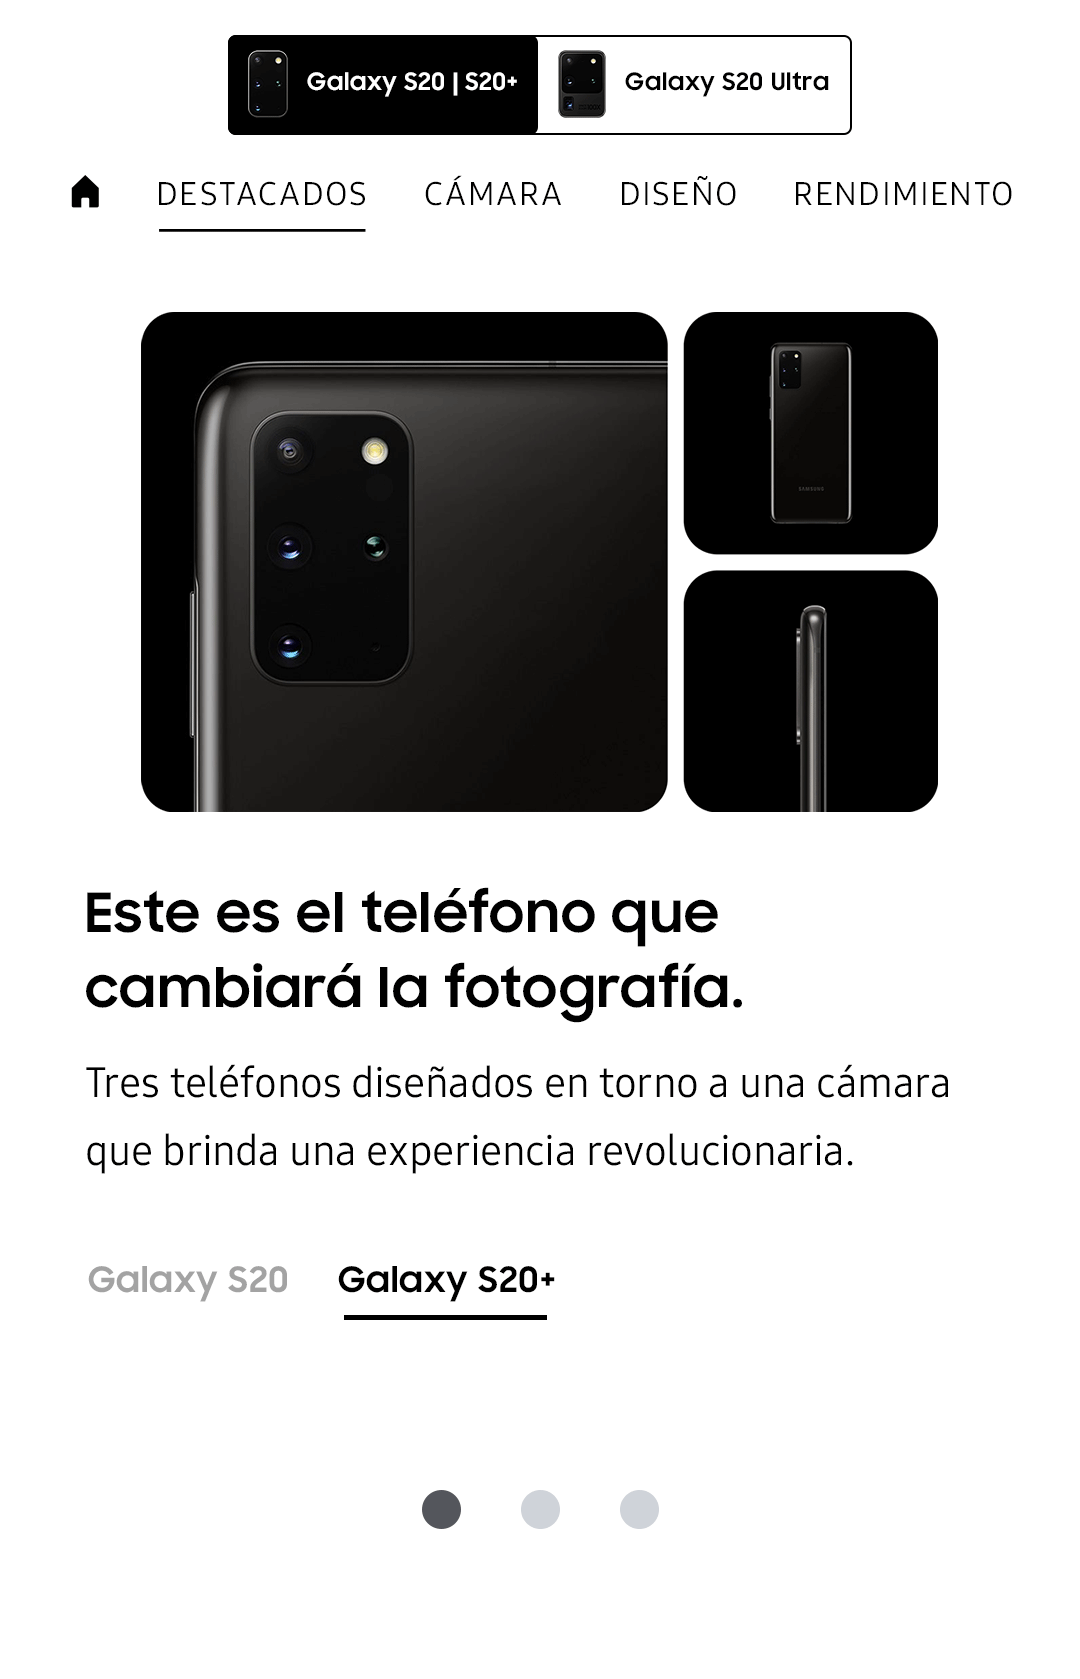 Galaxy S20 | S20+
Galaxy S20 Ultra
DESTACADOS
CÁMARA
DISEÑO
RENDIMIENTO
SAMSUNG
Este es el teléfono que
cambiará la fotografía.
Tres teléfonos diseñados en torno a una cámara
que brinda una experiencia revolucionaria.
Galaxy S20
Galaxy S20+